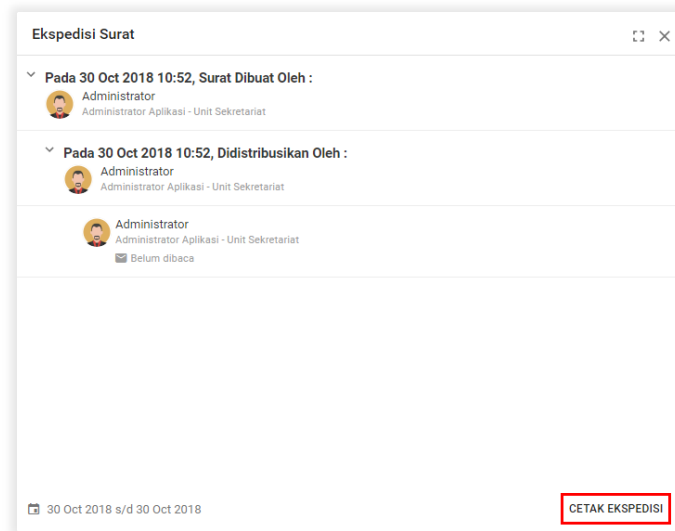 Ekspedisi Surat
Pada 30 Oct 2018 10:52, Surat Dibuat Oleh :
Administrator
Administrator Aplikasi - Unit Sekretariat
Pada 30 Oct 2018 10:52, Didistribusikan Oleh :
Administrator
Administrator Aplikasi - Unit Sekretariat
Administrator
Administrator Aplikasi - Unit Sekretariat
Belum dibaca
30 Oct 2018 s/d 30 Oct 2018
CETAK EKSPEDISI